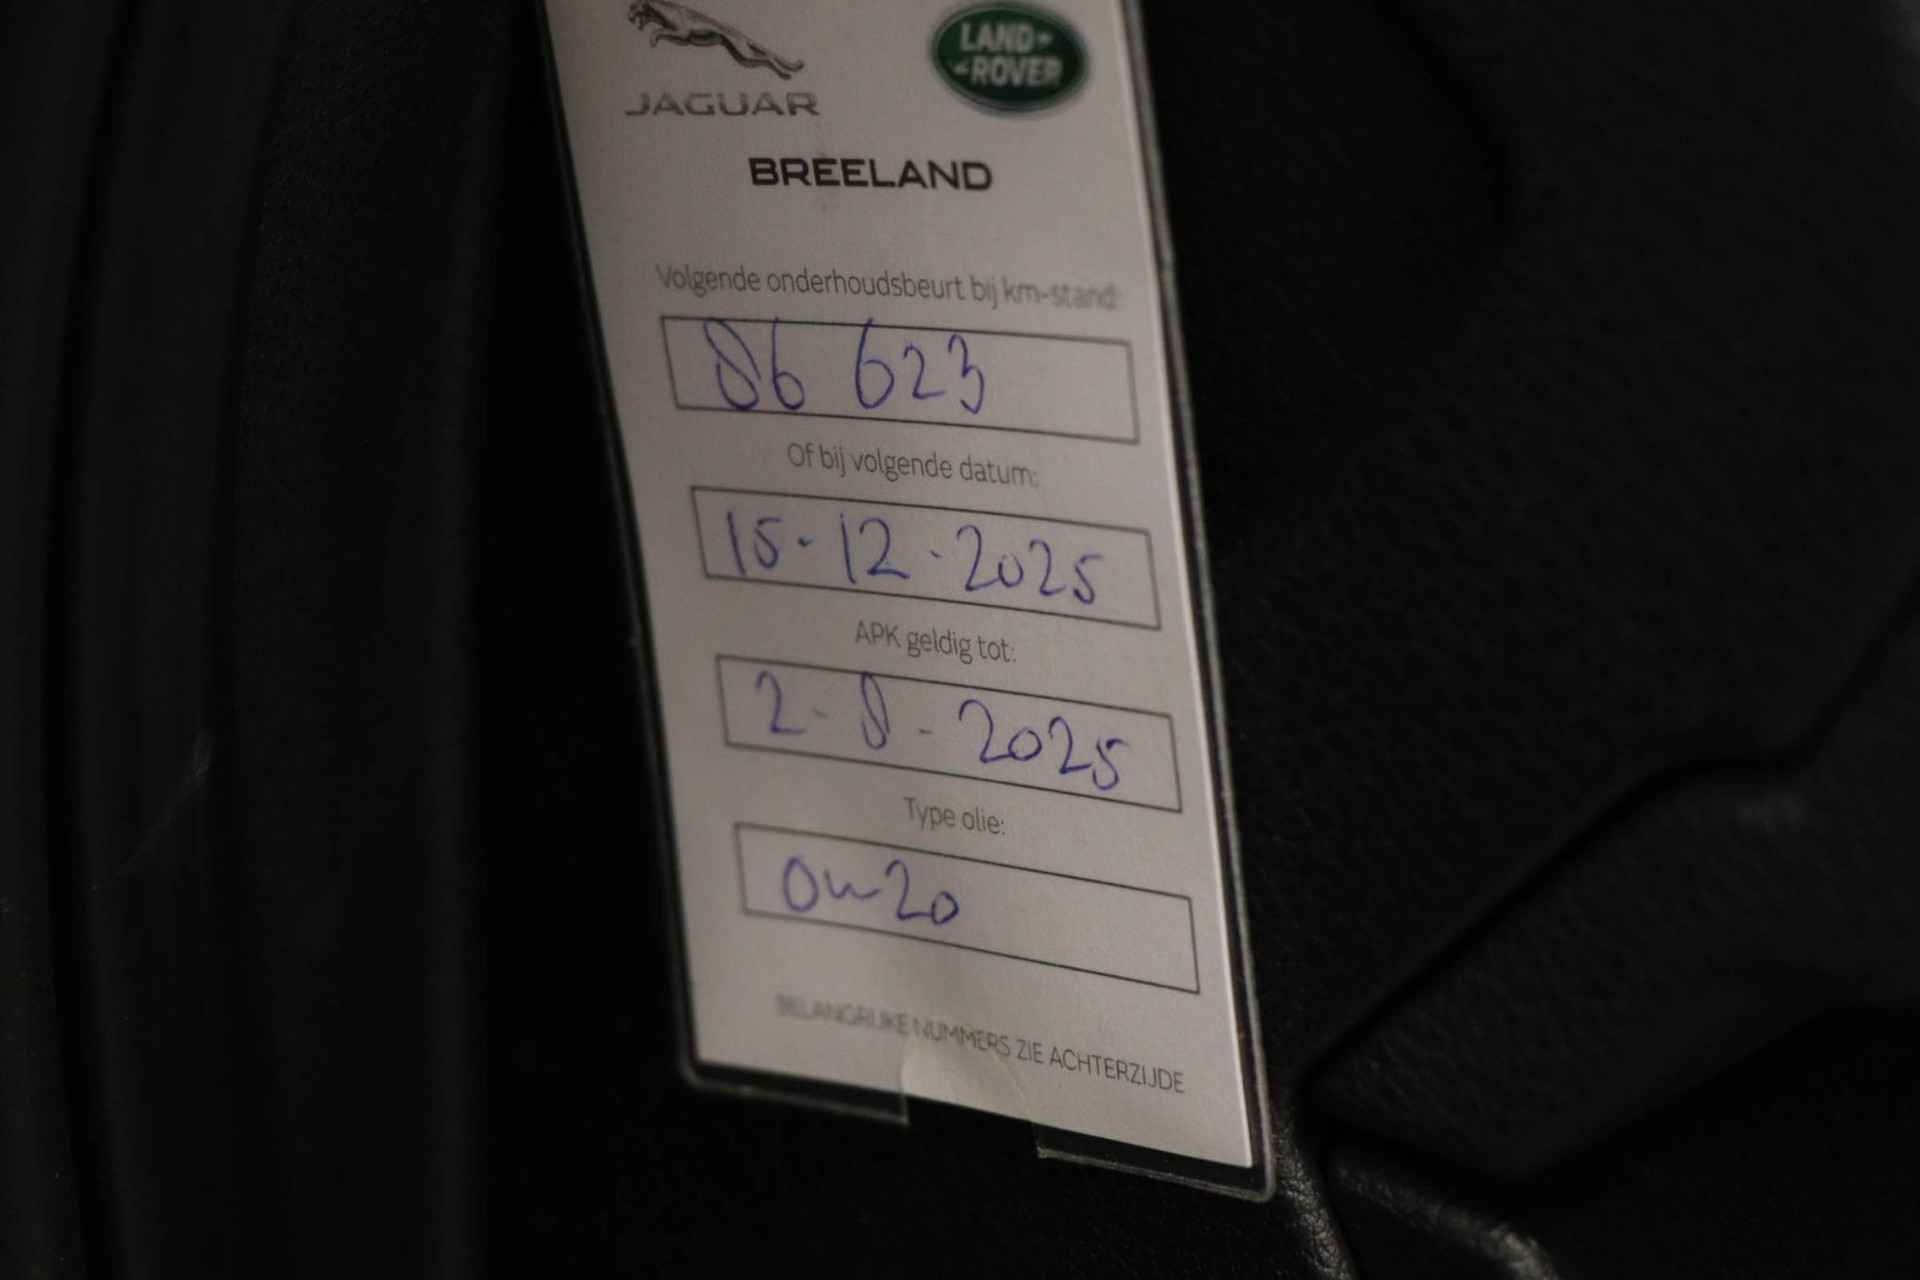 JAGUAR
LAND-
-ROVER
BREELAND
Volgende onderhoudsbeurt bij km-stand:
86 623
Of bij volgende datum:
15-12-2025
APK geldig tot:
2-8-2025
Type olie:
0w20
BELANGRIJKE NUMMERS ZIE ACHTERZIJDE